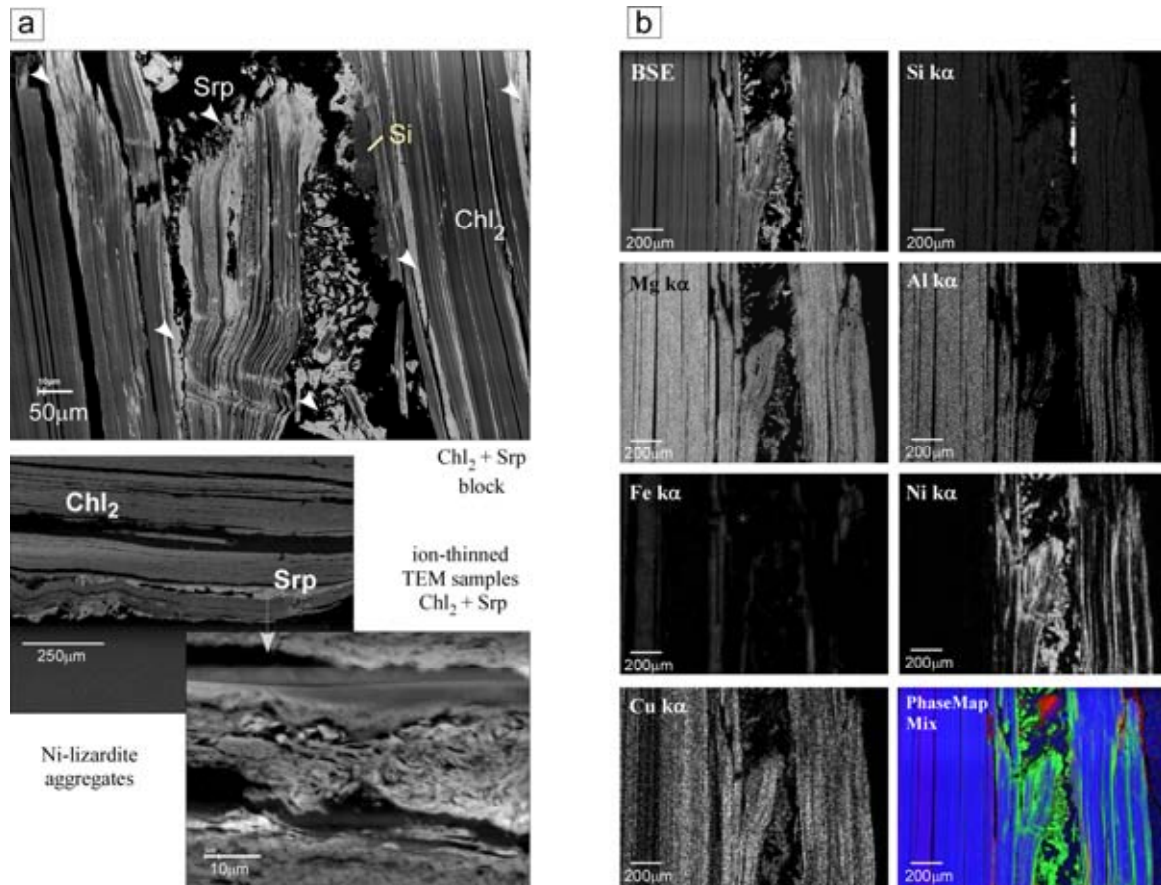 a
Srp
Si
Chl2
10µm
50µm
Chl2 + Srp
block
Chl2
ion-thinned
TEM samples
Chl2 + Srp
Srp
250µm
Ni-lizardite
aggregates
10µm
b
BSE
200µm
Si kα
200µm
Mg kα
200µm
Al kα
200µm
Fe kα
200µm
Ni kα
200µm
Cu kα
200µm
PhaseMap
Mix
200µm